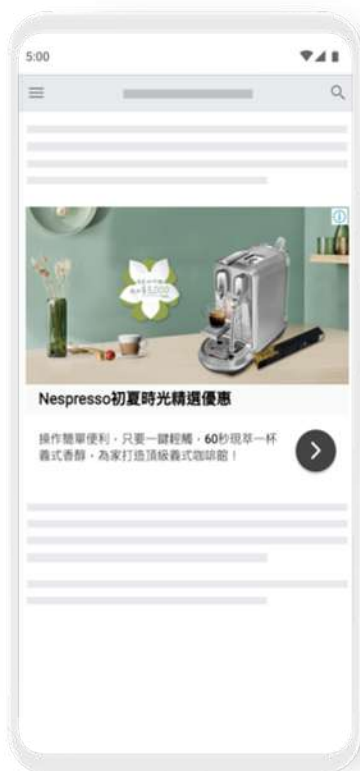 5:00
$3,000
Nespresso初夏時光精選優惠
操作簡單便利，只要一鍵輕觸，60秒現萃一杯
義式香醇，為家打造頂級義式咖啡館！